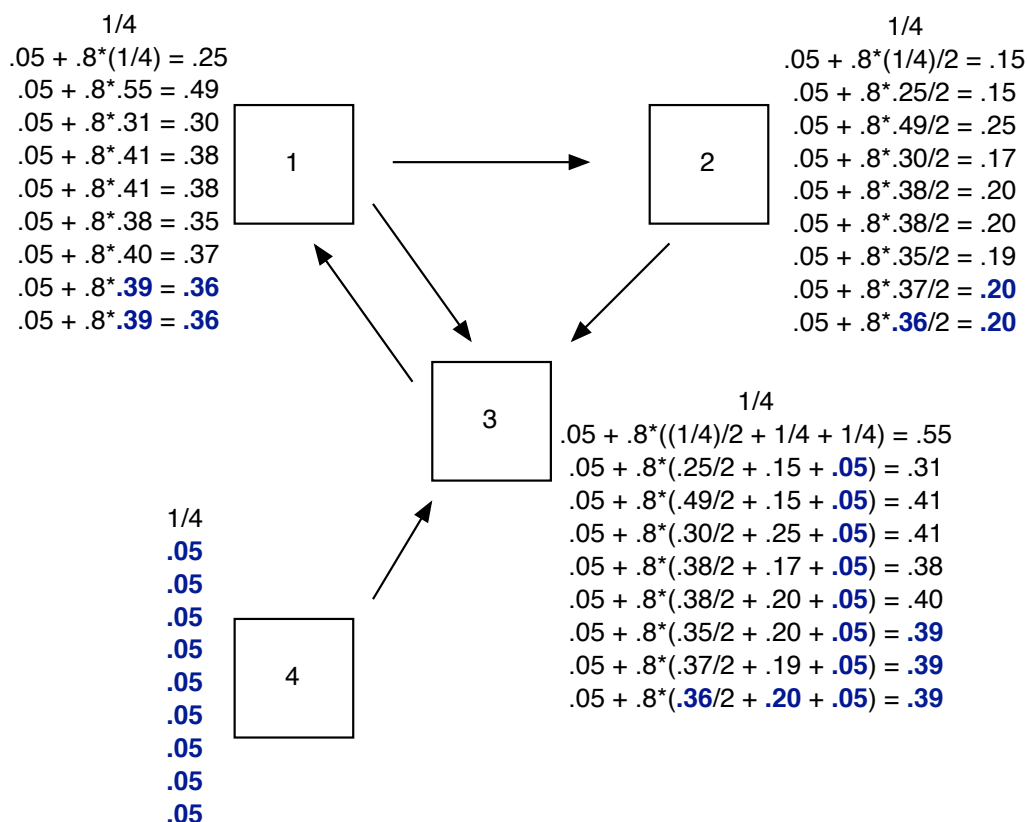 1/4
.05 + .8*(1/4) = .25
.05 + .8*.55 = .49
.05 + .8*.31 = .30
.05 + .8*.41 = .38
.05 + .8*.41 = .38
.05 + .8*.38 = .35
.05 + .8*.40 = .37
.05 + .8*.39 = .36
.05 + .8*.39 = .36
1
1/4
.05 + .8*(1/4)/2 = .15
.05 + .8*.25/2 = .15
.05 + .8*.49/2 = .25
.05 + .8*.30/2 = .17
.05 + .8*.38/2 = .20
.05 + .8*.38/2 = .20
.05 + .8*.35/2 = .19
.05 + .8*.37/2 = .20
.05 + .8*.36/2 = .20
2
3
1/4
.05 + .8*((1/4)/2 + 1/4 + 1/4) = .55
.05 + .8*(.25/2 + .15 + .05) = .31
.05 + .8*(.49/2 + .15 + .05) = .41
.05 + .8*(.30/2 + .25 + .05) = .41
.05 + .8*(.38/2 + .17 + .05) = .38
.05 + .8*(.38/2 + .20 + .05) = .40
.05 + .8*(.35/2 + .20 + .05) = .39
.05 + .8*(.37/2 + .19 + .05) = .39
.05 + .8*(.36/2 + .20 + .05) = .39
1/4
.05
.05
.05
.05
.05
.05
.05
.05
.05
4